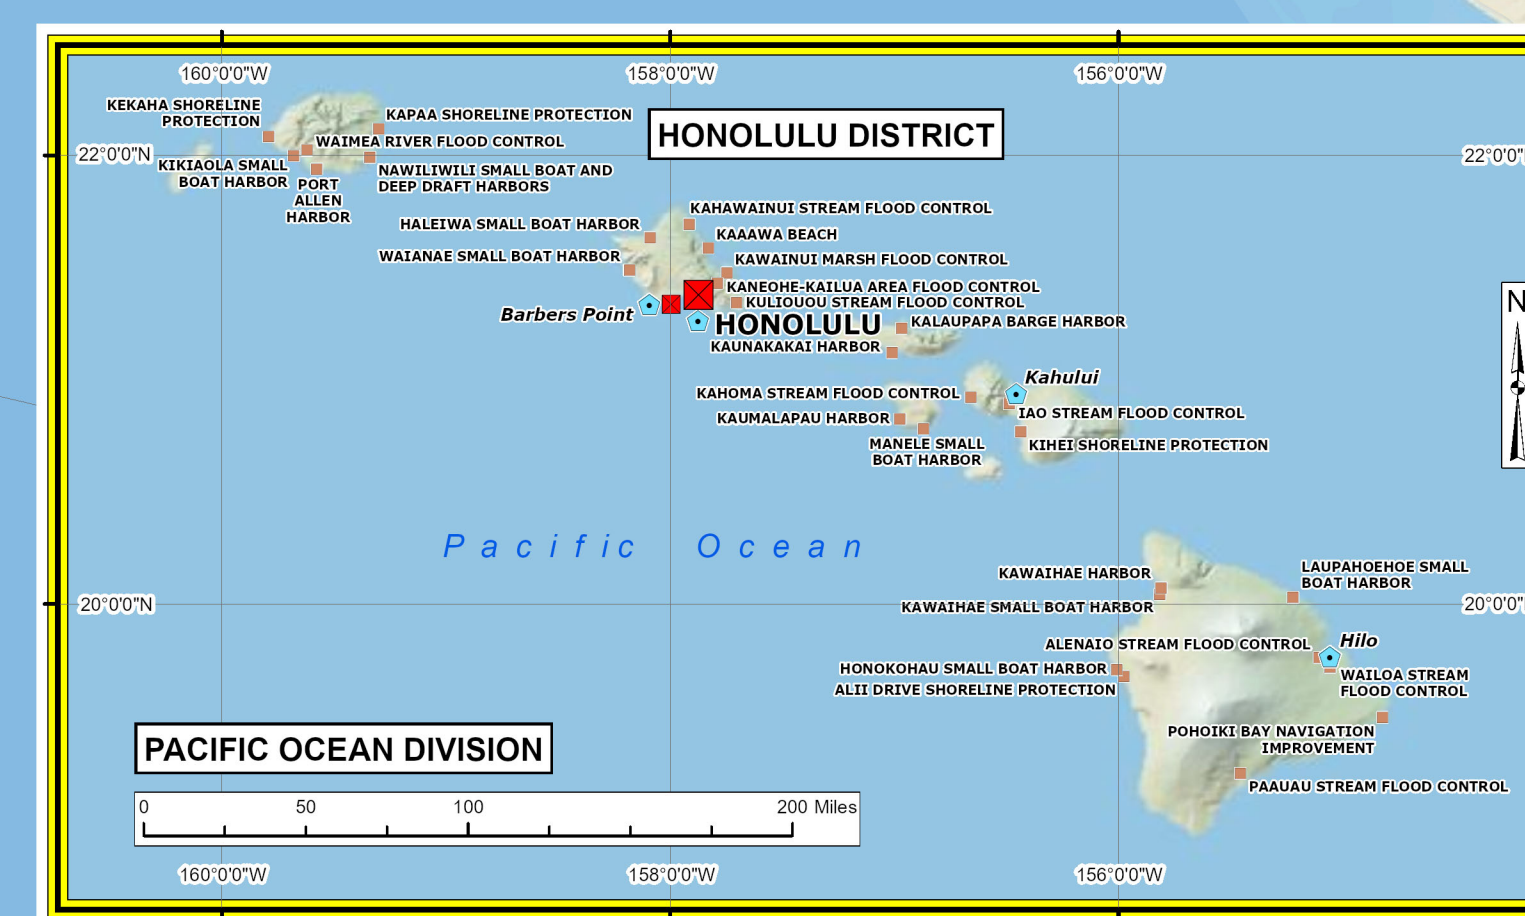 160°0'0"W
158°0'0"W
156°0'0"W
KEKAHA SHORELINE
PROTECTION
KAPAA SHORELINE PROTECTION
HONOLULU DISTRICT
WAIMEA RIVER FLOOD CONTROL
22°0'0"N
22°0'0"
KIKIAOLA SMALL
BOAT HARBOR
NAWILIWILI SMALL BOAT AND
DEEP DRAFT HARBORS
PORT
ALLEN
HARBOR
KAHAWAINUI STREAM FLOOD CONTROL
HALEIWA SMALL BOAT HARBOR
KAAAWA BEACH
WAIANAE SMALL BOAT HARBOR
KAWAINUI MARSH FLOOD CONTROL
KANEOHE-KAILUA AREA FLOOD CONTROL
KULIOUOU STREAM FLOOD CONTROL
N
Barbers Point
HONOLULU
KALAUPAPA BARGE HARBOR
KAUNAKAKAI HARBOR
Kahului
KAHOMA STREAM FLOOD CONTROL
IAO STREAM FLOOD CONTROL
KAUMALAPAU HARBOR
MANELE SMALL
BOAT HARBOR
KIHEI SHORELINE PROTECTION
Pacific Ocean
KAWAIHAE HARBOR
LAUPAHOEHOE SMALL
BOAT HARBOR
20°0'0"N
KAWAIHAE SMALL BOAT HARBOR
20°0'0"
ALENAIO STREAM FLOOD CONTROL
Hilo
HONOKOHAU SMALL BOAT HARBOR
WAILOA STREAM
FLOOD CONTROL
ALII DRIVE SHORELINE PROTECTION
POHOIKI BAY NAVIGATION
IMPROVEMENT
PACIFIC OCEAN DIVISION
PAAUAU STREAM FLOOD CONTROL
0 50 100 200 Miles
160°0'0"W
158°0'0"W
156°0'0"W